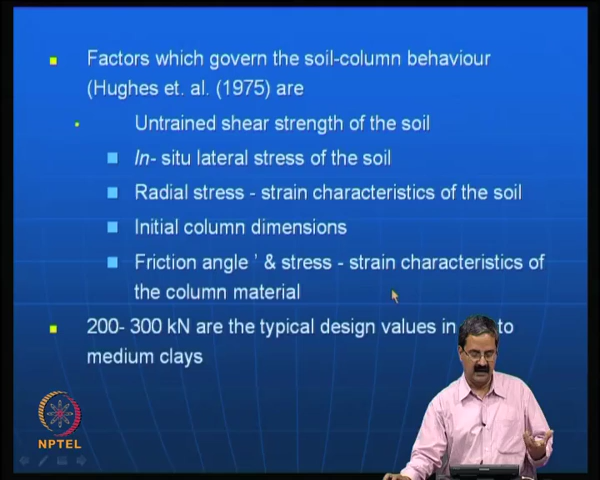 Factors which govern the soil-column behaviour
(Hughes et. al. (1975) are
Untrained shear strength of the soil
In- situ lateral stress of the soil
Radial stress - strain characteristics of the soil
Initial column dimensions
Friction angle ’ & stress - strain characteristics of
the column material
200- 300 kN are the typical design values in to
medium clays
NPTEL